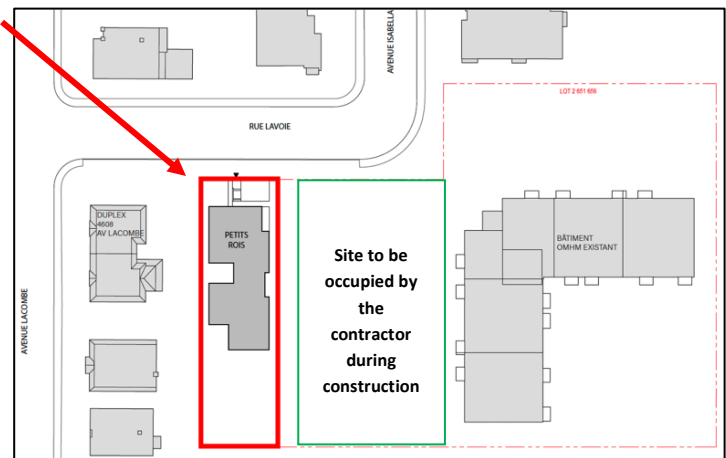 AVENUE ISABELLA
LOT 2 651 656
RUE LAVOIE
DUPLEX
4608
AV LACOMBE
PETITS
ROIS
BÂTIMENT
OMHM EXISTANT
Site to be
occupied by
the
contractor
during
construction
AVENUE LACOMBE